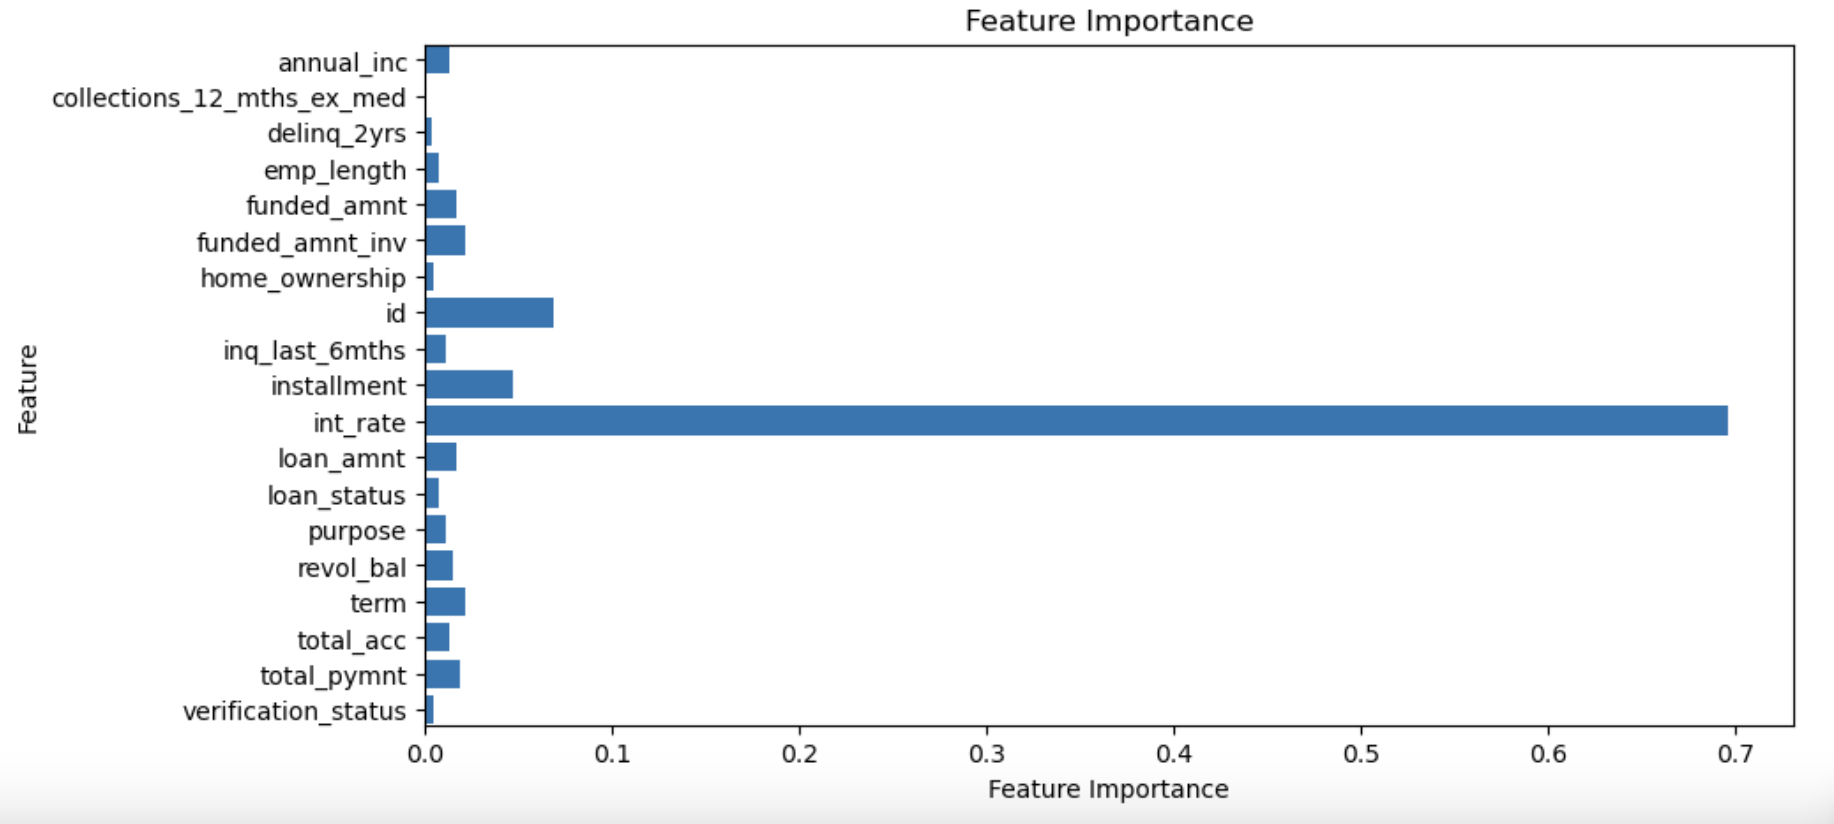 Feature Importance
annual_inc
collections_12_mths_ex_med
delinq_2yrs
emp_length
funded_amnt
funded_amnt_inv
home_ownership
id
inq_last_6mths
installment
int_rate
loan_amnt
loan_status
purpose
revol_bal
term
total_acc
total_pymnt
verification_status
Feature
0.0 0.1 0.2 0.3 0.4 0.5 0.6 0.7
Feature Importance